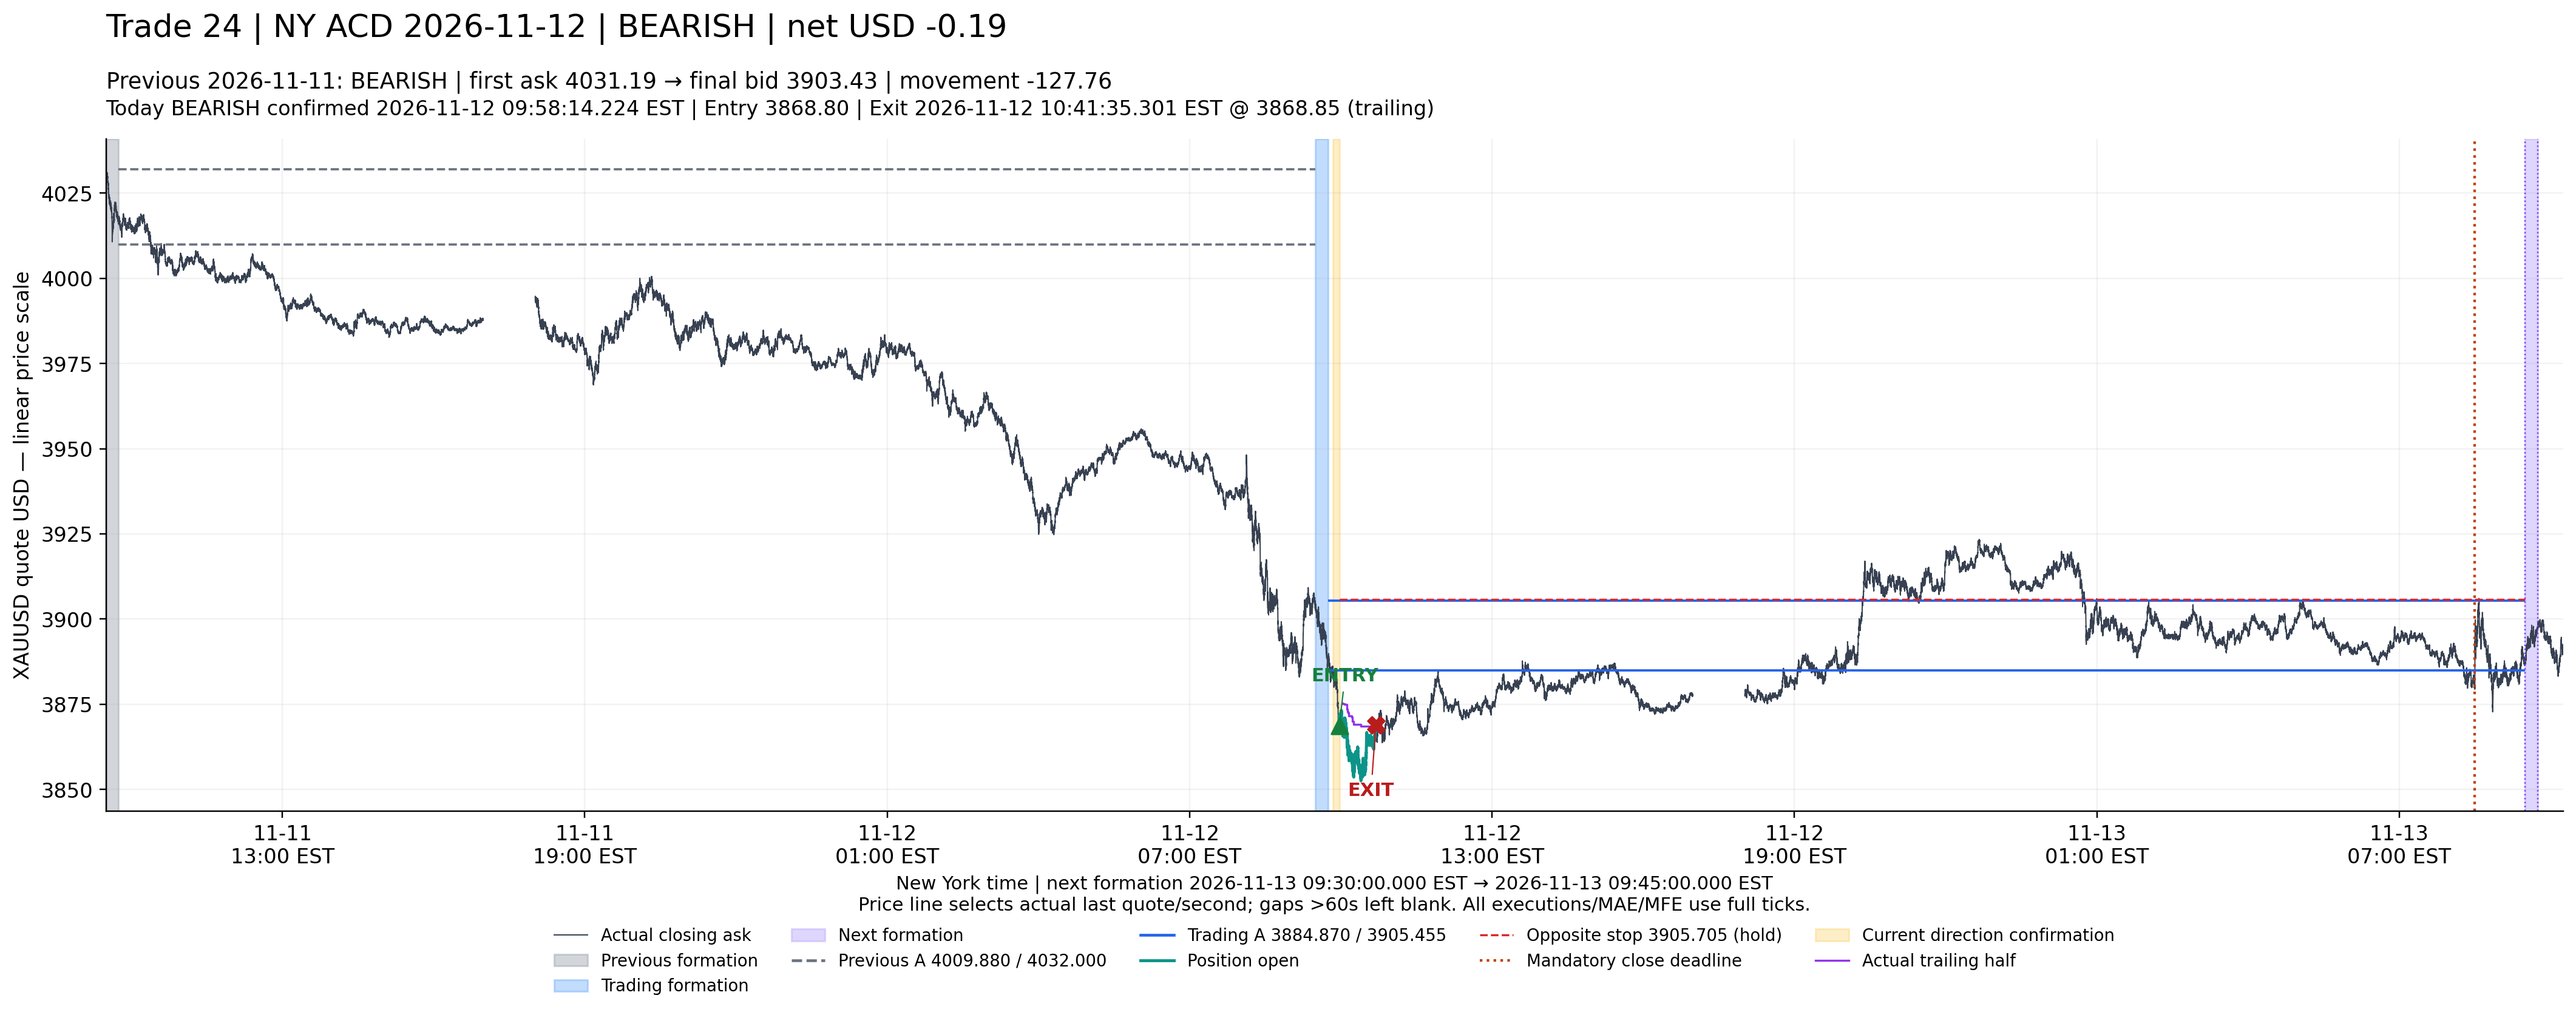 Trade 24 | NY ACD 2026-11-12 | BEARISH | net USD -0.19
Previous 2026-11-11: BEARISH | first ask 4031.19 → final bid 3903.43 | movement -127.76
Today BEARISH confirmed 2026-11-12 09:58:14.224 EST | Entry 3868.80 | Exit 2026-11-12 10:41:35.301 EST @ 3868.85 (trailing)
XAUUSD quote USD — linear price scale
4025
4000
3975
3950
3925
3900
3875
3850
ENTRY
EXIT
11-11 11-11 11-12 11-12 11-12 11-12 11-13 11-13
13:00 EST 19:00 EST 01:00 EST 07:00 EST 13:00 EST 19:00 EST 01:00 EST 07:00 EST
New York time | next formation 2026-11-13 09:30:00.000 EST → 2026-11-13 09:45:00.000 EST
Price line selects actual last quote/second; gaps >60s left blank. All executions/MAE/MFE use full ticks.
Actual closing ask
Previous formation
Trading formation
Next formation
Previous A 4009.880 / 4032.000
Trading A 3884.870 / 3905.455
Position open
Opposite stop 3905.705 (hold)
Mandatory close deadline
Current direction confirmation
Actual trailing half